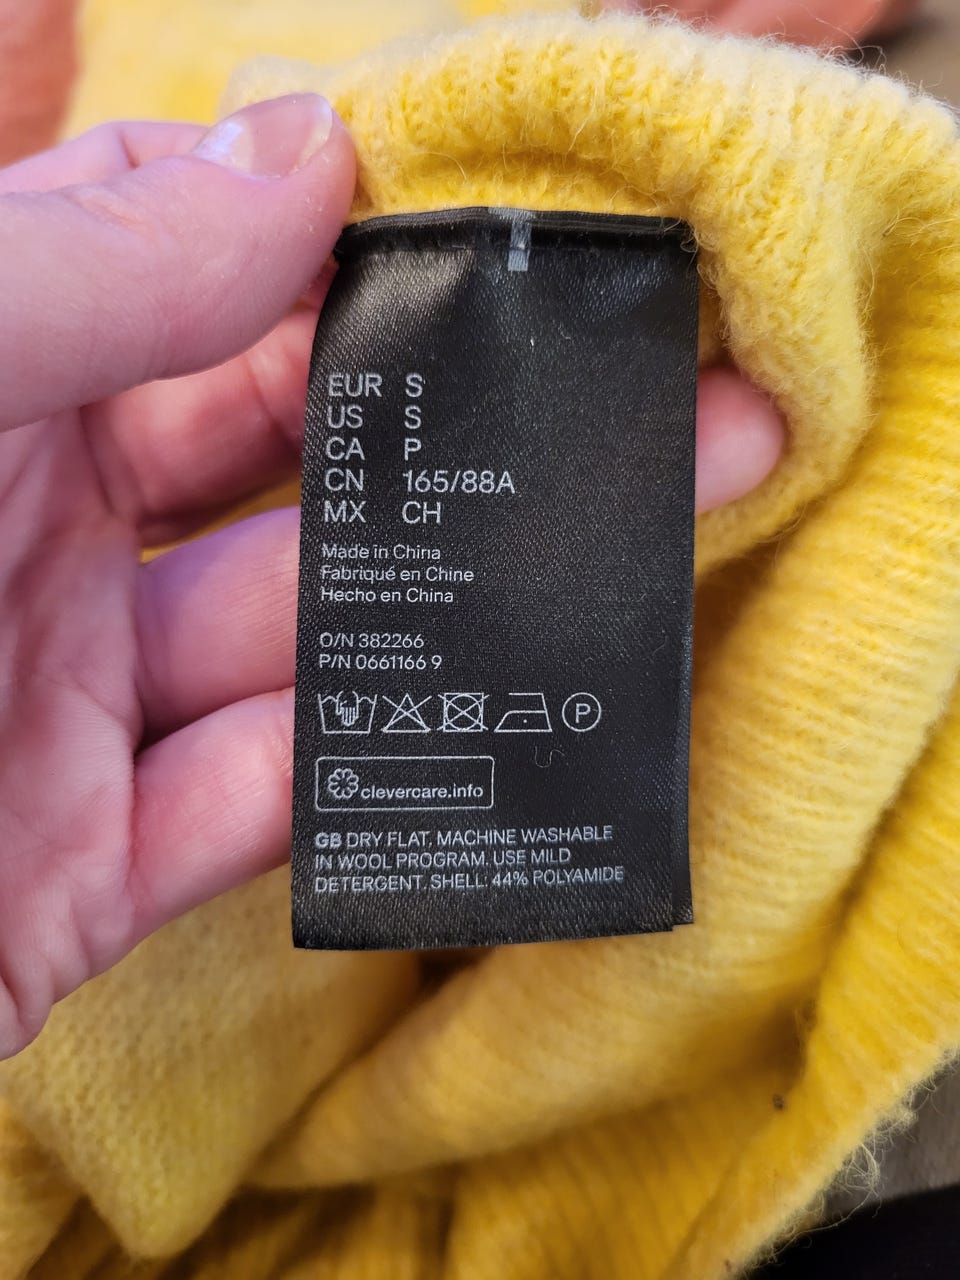 EUR S
US S
CA P
CN 165/88A
MX CH
Made in China
Fabriqué en Chine
Hecho en China
O/N 382266
P/N 0661166 9
P
clevercare.info
GB DRY FLAT. MACHINE WASHABLE
IN WOOL PROGRAM. USE MILD
DETERGENT. SHELL: 44% POLYAMIDE